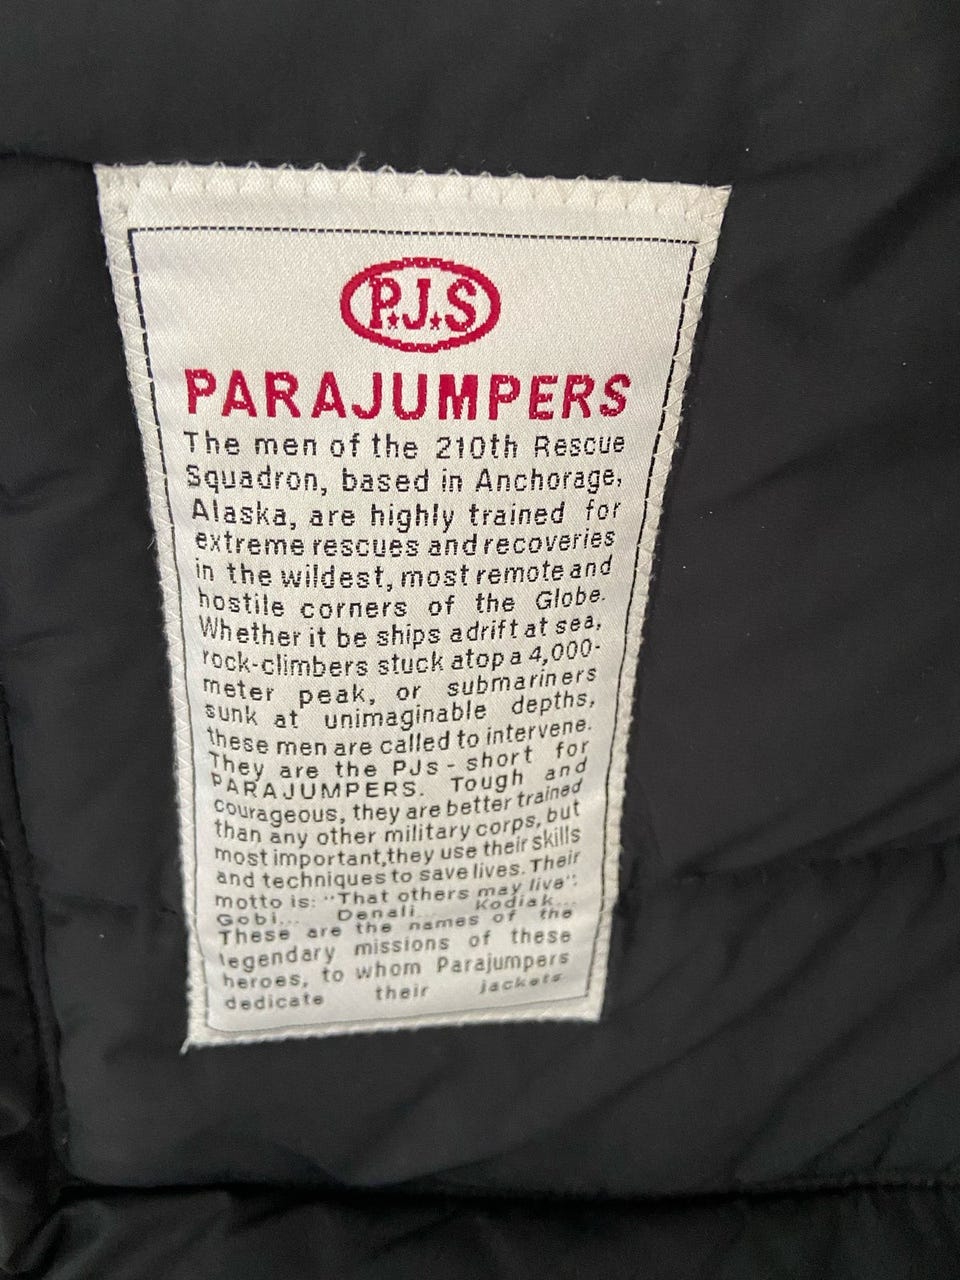 P.J.S
PARAJUMPERS
The men of the 210th Rescue
Squadron, based in Anchorage,
Alaska, are highly trained for
extreme rescues and recoveries
in the wildest, most remote and
hostile corners of the Globe.
Whether it be ships adrift at sea,
rock-climbers stuck atop a 4,000-
meter peak, or submariners
sunk at unimaginable depths,
these men are called to intervene.
They are the PJs - short for
PARAJUMPERS. Tough and
courageous, they are better trained
than any other military corps, but
most important, they use their skills
and techniques to save lives. Their
motto is: "That others may live".
Gobi... Denali... Kodiak...
These are the names of the
legendary missions of these
heroes, to whom Parajumpers
dedicate their jackets